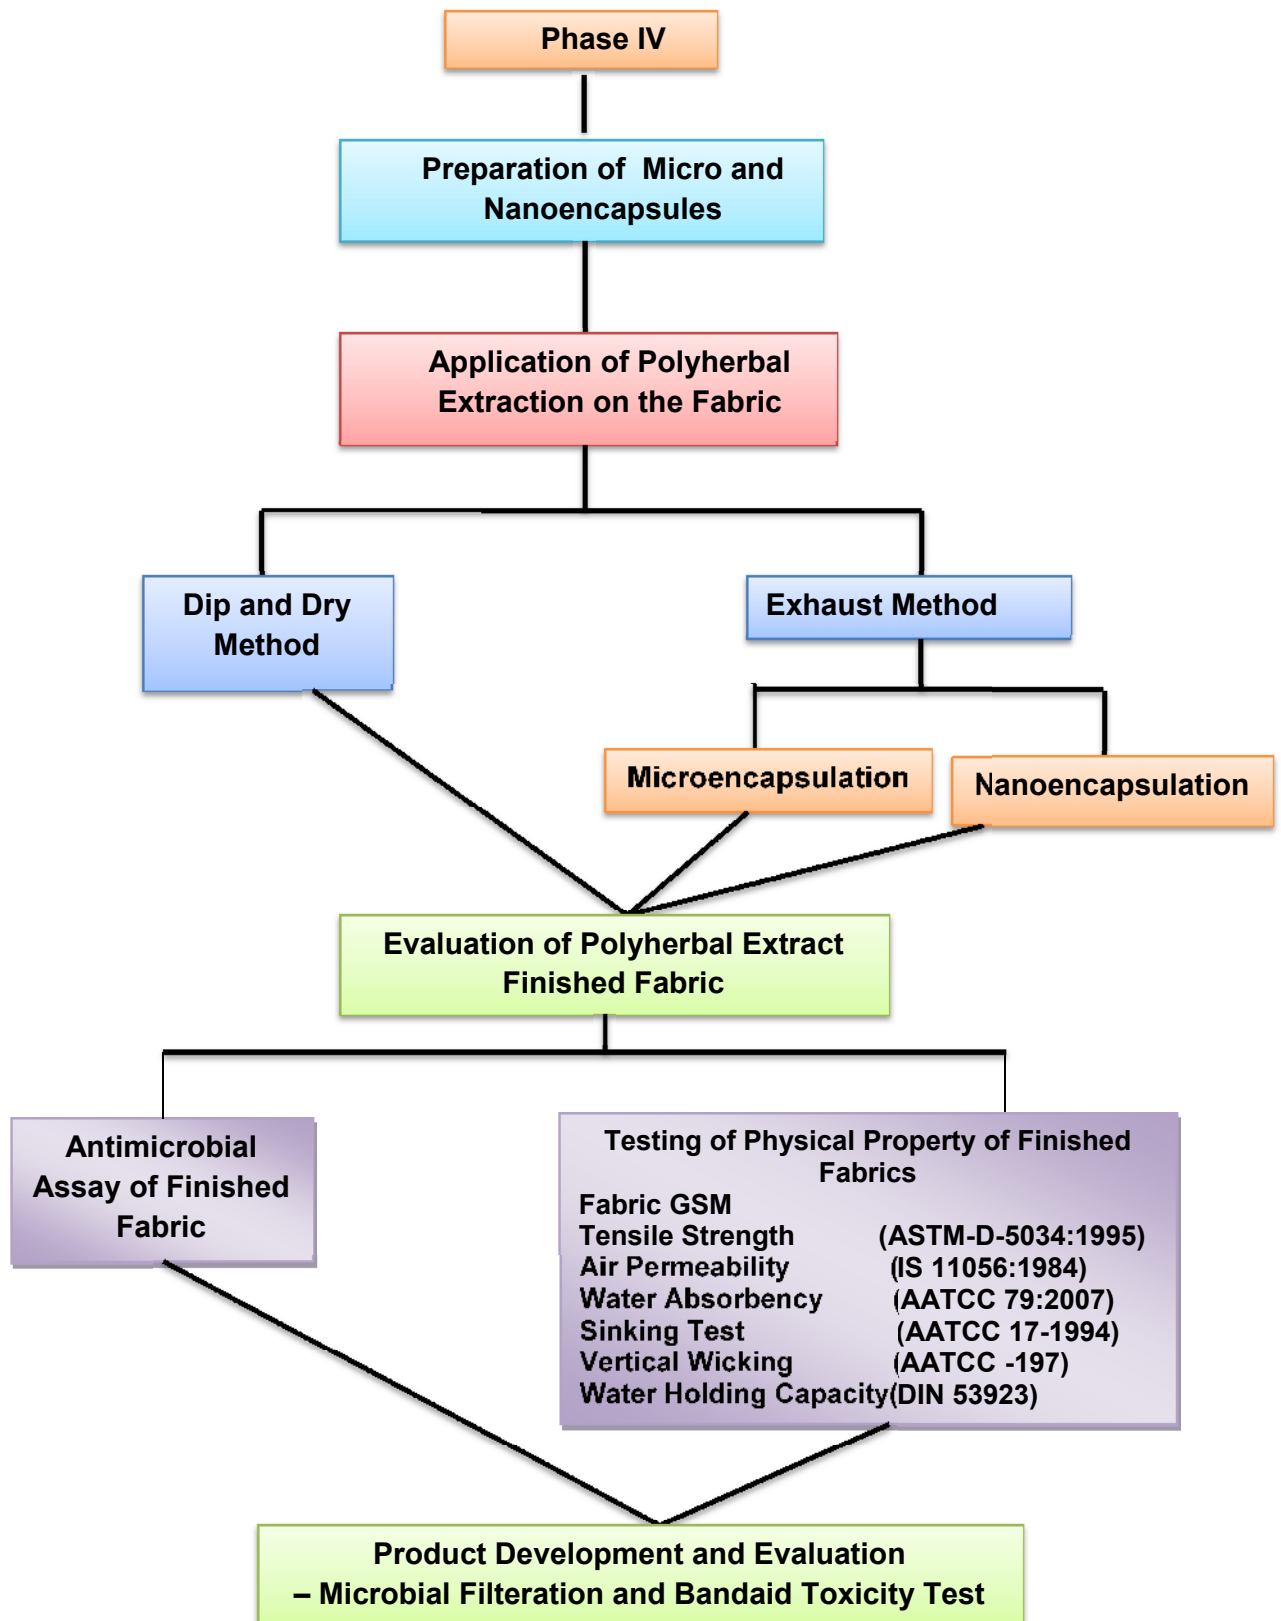 Phase IV
Preparation of Micro and
Nanoencapsules
Application of Polyherbal
Extraction on the Fabric
Dip and Dry
Method
Exhaust Method
Microencapsulation
Nanoencapsulation
Evaluation of Polyherbal Extract
Finished Fabric
Antimicrobial
Assay of Finished
Fabric
Testing of Physical Property of Finished
Fabrics
Fabric GSM
Tensile Strength (ASTM-D-5034:1995)
Air Permeability (IS 11056:1984)
Water Absorbency (AATCC 79:2007)
Sinking Test (AATCC 17-1994)
Vertical Wicking (AATCC -197)
Water Holding Capacity(DIN 53923)
Product Development and Evaluation
– Microbial Filteration and Bandaid Toxicity Test